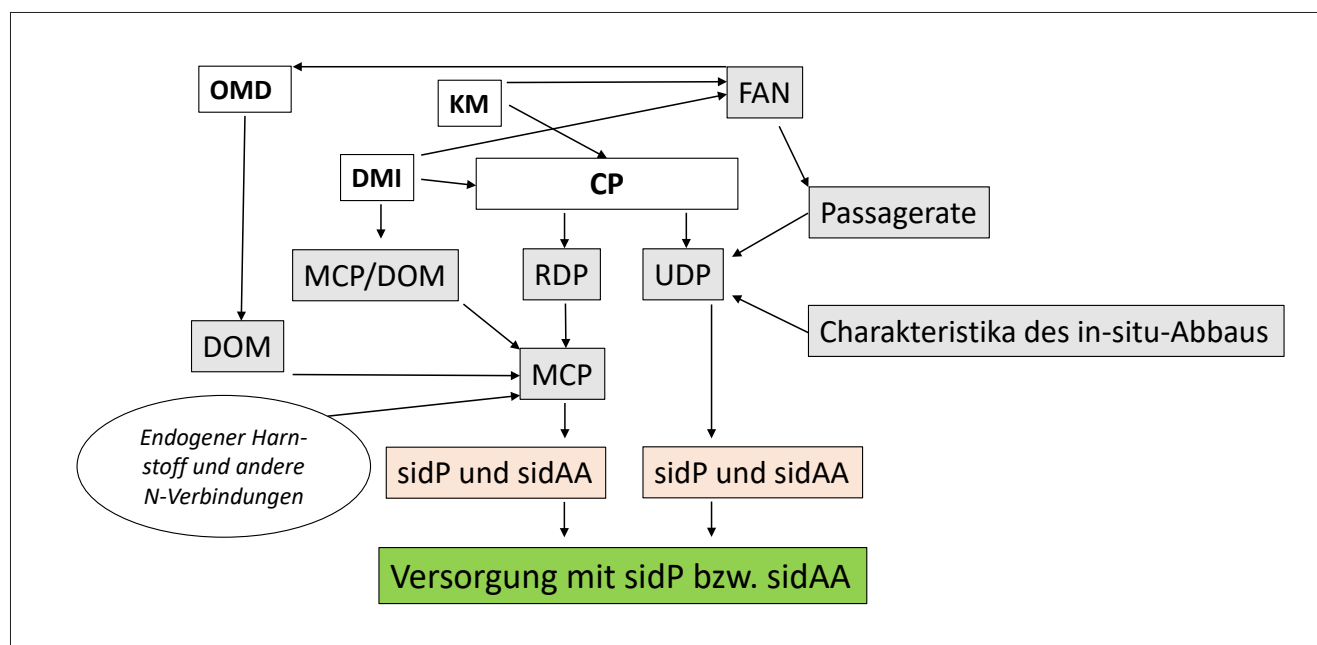 OMD
KM
FAN
DMI
CP
Passagerate
MCP/DOM
RDP
UDP
DOM
Charakteristika des in-situ-Abbaus
MCP
Endogener Harn-
stoff und andere
N-Verbindungen
sidP und sidAA
sidP und sidAA
Versorgung mit sidP bzw. sidAA